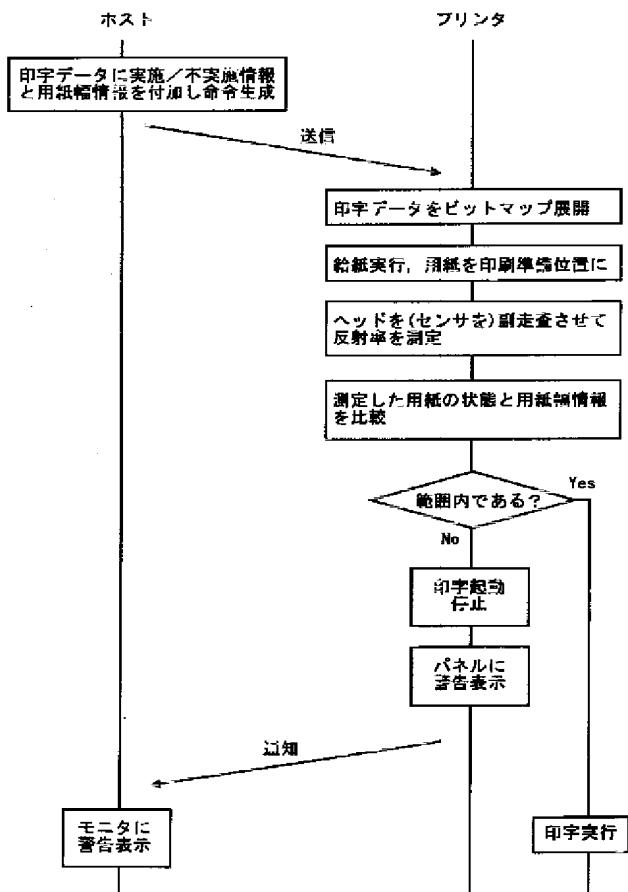 ホスト
プリンタ
印字データに実施／不実施情報
と用紙幅情報を付加し命令生成
送信
印字データをビットマップ展開
給紙実行，用紙を印刷準備位置に
ヘッドを(センサを)副走査させて
反射率を測定
測定した用紙の状態と用紙幅情報
を比較
範囲内である？
Yes
No
印字起動
停止
パネルに
警告表示
通知
モニタに
警告表示
印字実行